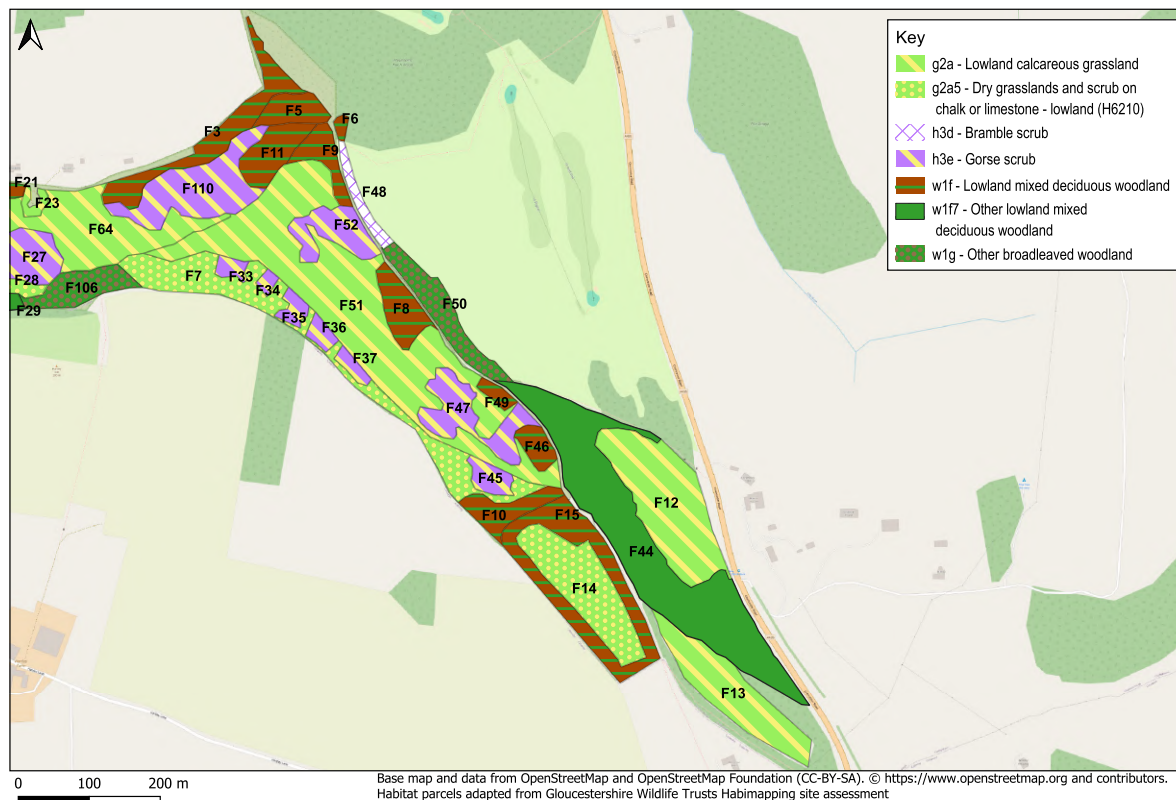 Key
g2a - Lowland calcareous grassland
g2a5 - Dry grasslands and scrub on
chalk or limestone - lowland (H6210)
h3d - Bramble scrub
h3e - Gorse scrub
w1f - Lowland mixed deciduous woodland
w1f7 - Other lowland mixed
deciduous woodland
w1g - Other broadleaved woodland
F5
F6
F3
F11
F9
F21
F110
F48
F23
F52
F64
F27
F7
F33
F28
F106
F34
F50
F51
F8
F29
F35
F36
F37
F49
F47
F46
F45
F12
F10
F15
F44
F14
F13
0 100 200 m
Base map and data from OpenStreetMap and OpenStreetMap Foundation (CC-BY-SA). © https://www.openstreetmap.org and contributors.
Habitat parcels adapted from Gloucestershire Wildlife Trusts Habimapping site assessment